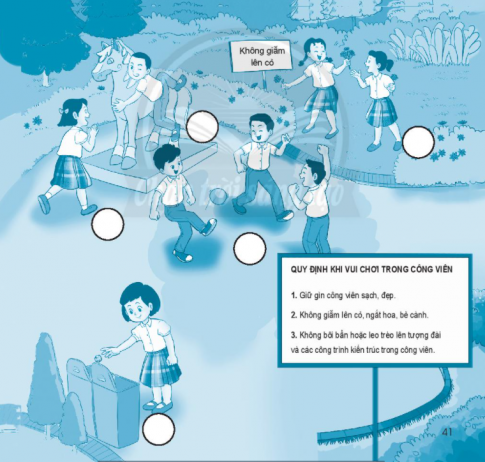 Không giẫm
lên cỏ
QUY ĐỊNH KHI VUI CHƠI TRONG CÔNG VIÊN
1. Giữ gìn công viên sạch, đẹp.
2. Không giẫm lên cỏ, ngắt hoa, bẻ cành.
3. Không bôi bẩn hoặc leo trèo lên tượng đài
và các công trình kiến trúc trong công viên.
41